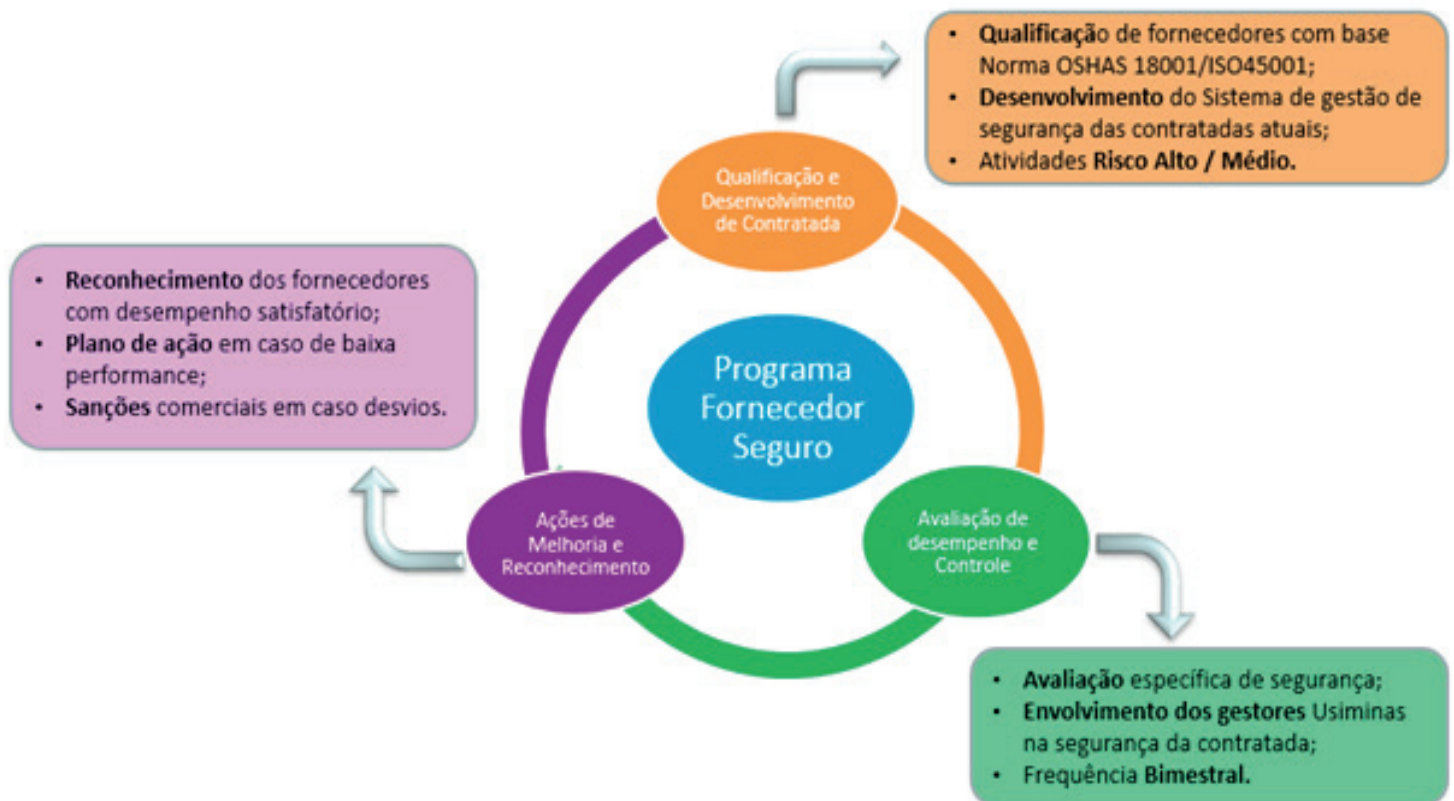 • Qualificação de fornecedores com base
Norma OSHAS 18001/ISO45001;
• Desenvolvimento do Sistema de gestão de
segurança das contratadas atuais;
• Atividades Risco Alto / Médio.
Qualificação e
Desenvolvimento
de Contratada
• Reconhecimento dos fornecedores
com desempenho satisfatório;
• Plano de ação em caso de baixa
performance;
• Sanções comerciais em caso desvios.
Programa
Fornecedor
Seguro
Ações de
Melhoria e
Reconhecimento
Avaliação de
desempenho e
Controle
• Avaliação específica de segurança;
• Envolvimento dos gestores Usiminas
na segurança da contratada;
• Frequência Bimestral.